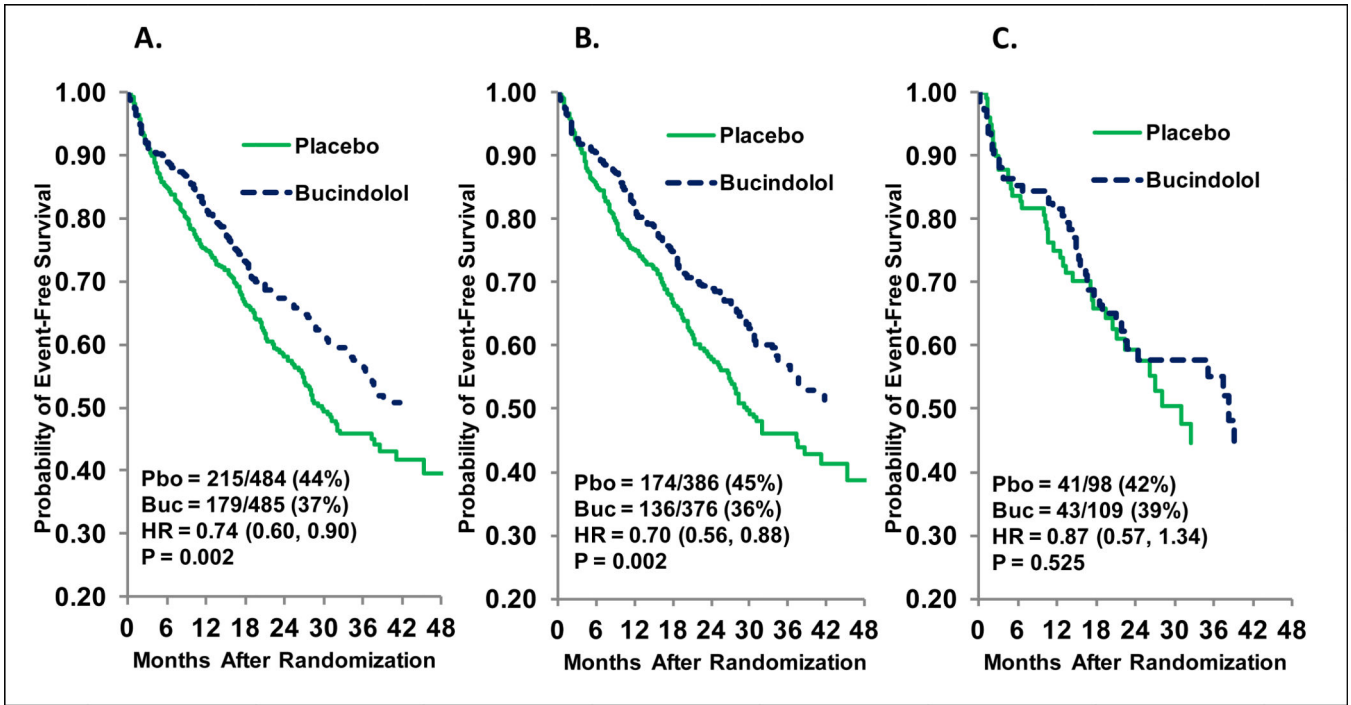 A.
Probability of Event-Free Survival
1.00
0.90
0.80
0.70
0.60
0.50
0.40
0.30
0.20
Placebo
Bucindolol
Pbo = 215/484 (44%)
Buc = 179/485 (37%)
HR = 0.74 (0.60, 0.90)
P = 0.002
0 6 12 18 24 30 36 42 48
Months After Randomization
B.
Probability of Event-Free Survival
1.00
0.90
0.80
0.70
0.60
0.50
0.40
0.30
0.20
Placebo
Bucindolol
Pbo = 174/386 (45%)
Buc = 136/376 (36%)
HR = 0.70 (0.56, 0.88)
P = 0.002
0 6 12 18 24 30 36 42 48
Months After Randomization
C.
Probability of Event-Free Survival
1.00
0.90
0.80
0.70
0.60
0.50
0.40
0.30
0.20
Placebo
Bucindolol
Pbo = 41/98 (42%)
Buc = 43/109 (39%)
HR = 0.87 (0.57, 1.34)
P = 0.525
0 6 12 18 24 30 36 42 48
Months After Randomization